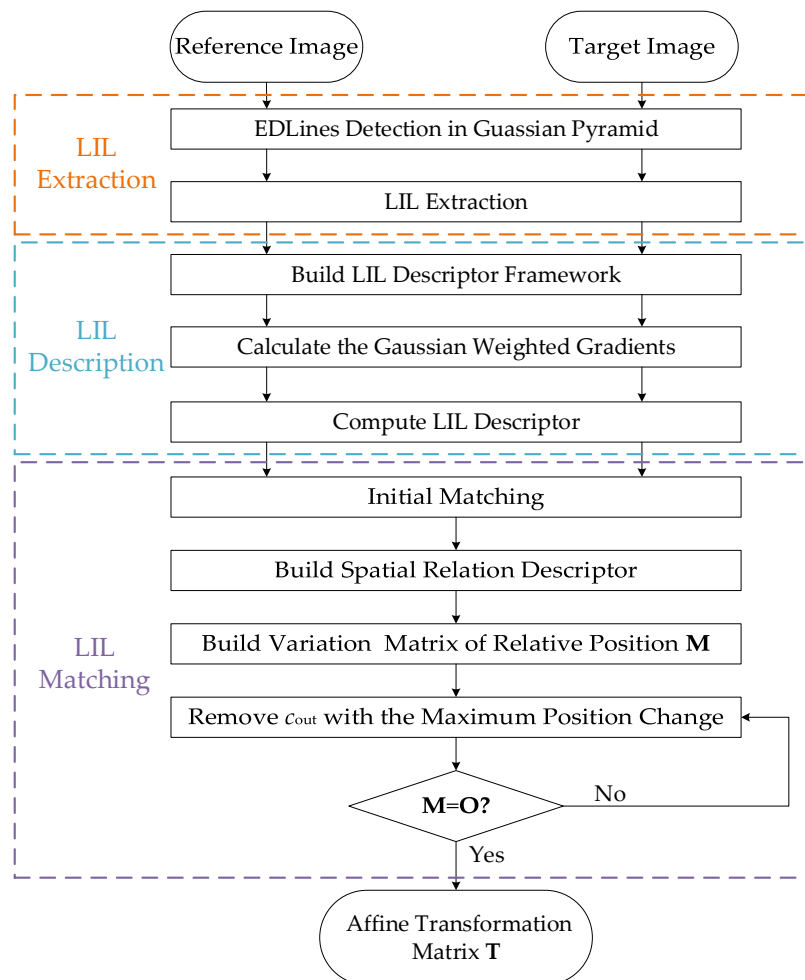 Reference Image
Target Image
LIL
Extraction
EDLines Detection in Guassian Pyramid
LIL Extraction
LIL
Description
Build LIL Descriptor Framework
Calculate the Gaussian Weighted Gradients
Compute LIL Descriptor
LIL
Matching
Initial Matching
Build Spatial Relation Descriptor
Build Variation Matrix of Relative Position M
Remove cout with the Maximum Position Change
M=O?
No
Yes
Affine Transformation
Matrix T